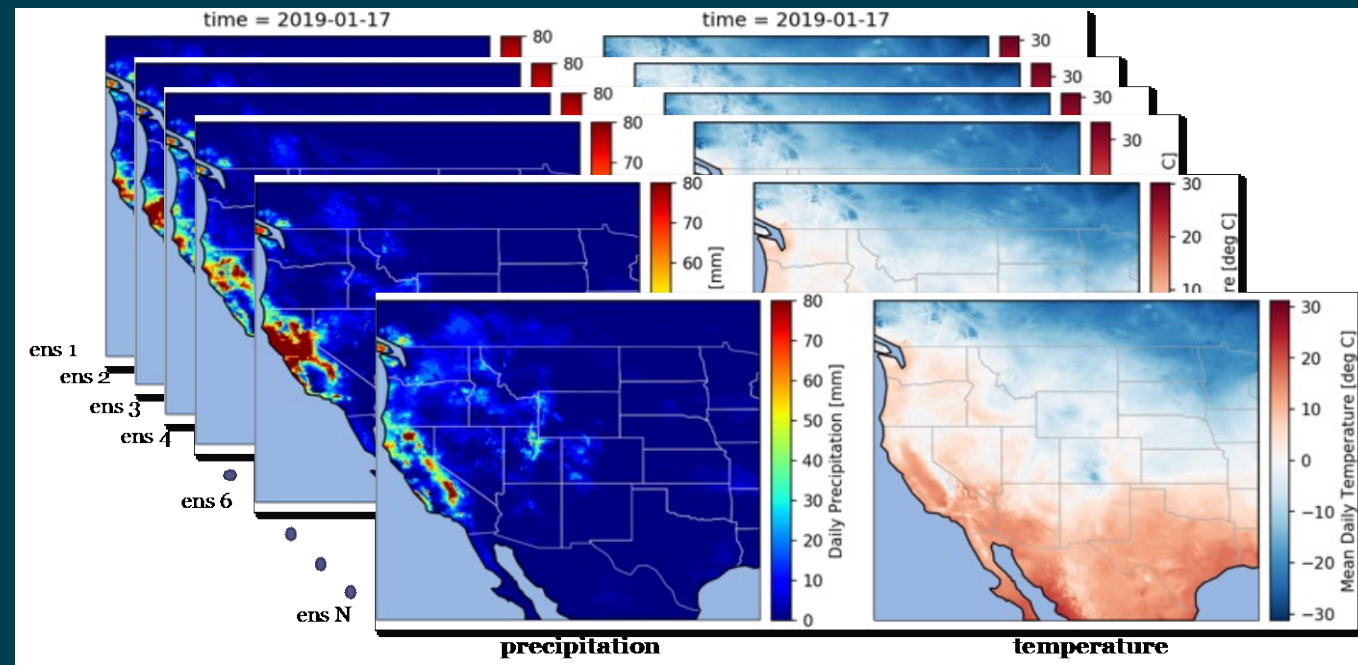 time = 2019-01-17
time = 2019-01-17
80
30
80
30
80
30
80
70
30
C]
80
70
60
[mm]
30
20
10
re [deg C]
80
70
60
50
40
30
20
10
0
Daily Precipitation [mm]
30
20
10
0
−10
−20
−30
Mean Daily Temperature [deg C]
ens 1
ens 2
ens 3
ens 4
ens 6
ens N
precipitation
temperature